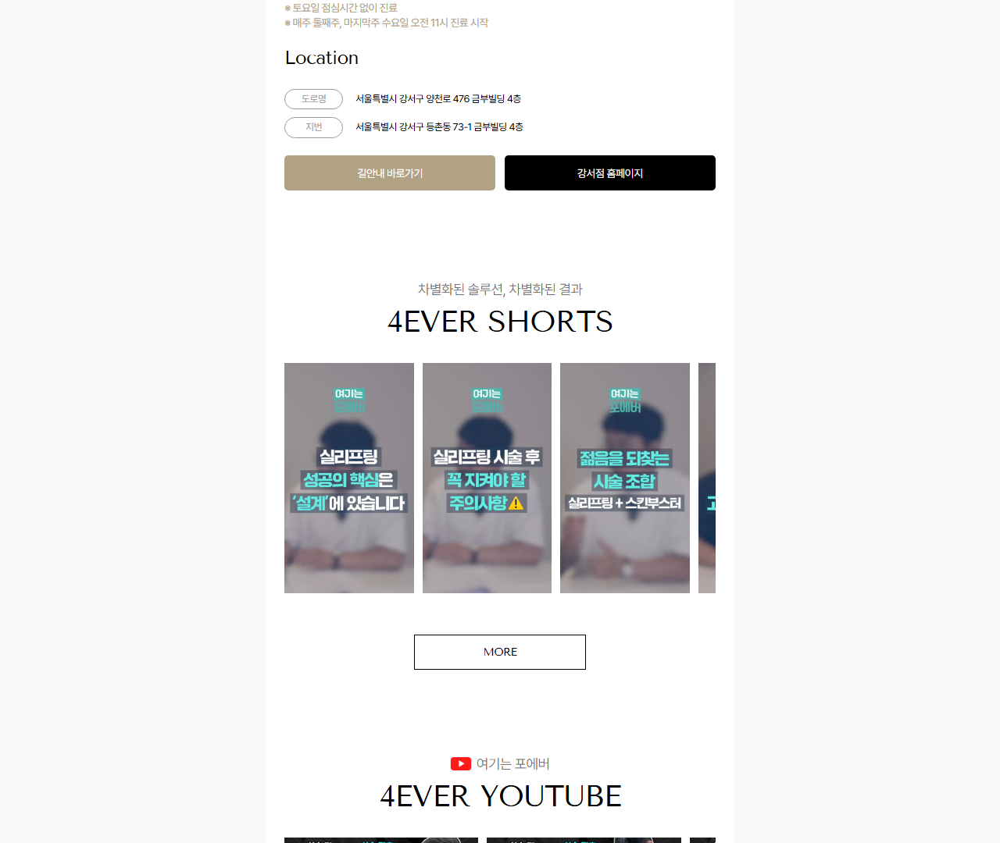 ※ 토요일 점심시간 없이 진료
※ 매주 둘째주, 마지막주 수요일 오전 11시 진료 시작
Location
도로명 서울특별시 강서구 양천로 476 금부빌딩 4층
지번 서울특별시 강서구 등촌동 73-1 금부빌딩 4층
길안내 바로가기 강서점 홈페이지
차별화된 솔루션, 차별화된 결과
4EVER SHORTS
여기는
포에버
실리프팅
성공의 핵심은
‘설계’에 있습니다
여기는
포에버
실리프팅 시술 후
꼭 지켜야 할
주의사항⚠
여기는
포에버
젊음을 되찾는
시술 조합
실리프팅 + 스킨부스터
MORE
여기는 포에버
4EVER YOUTUBE